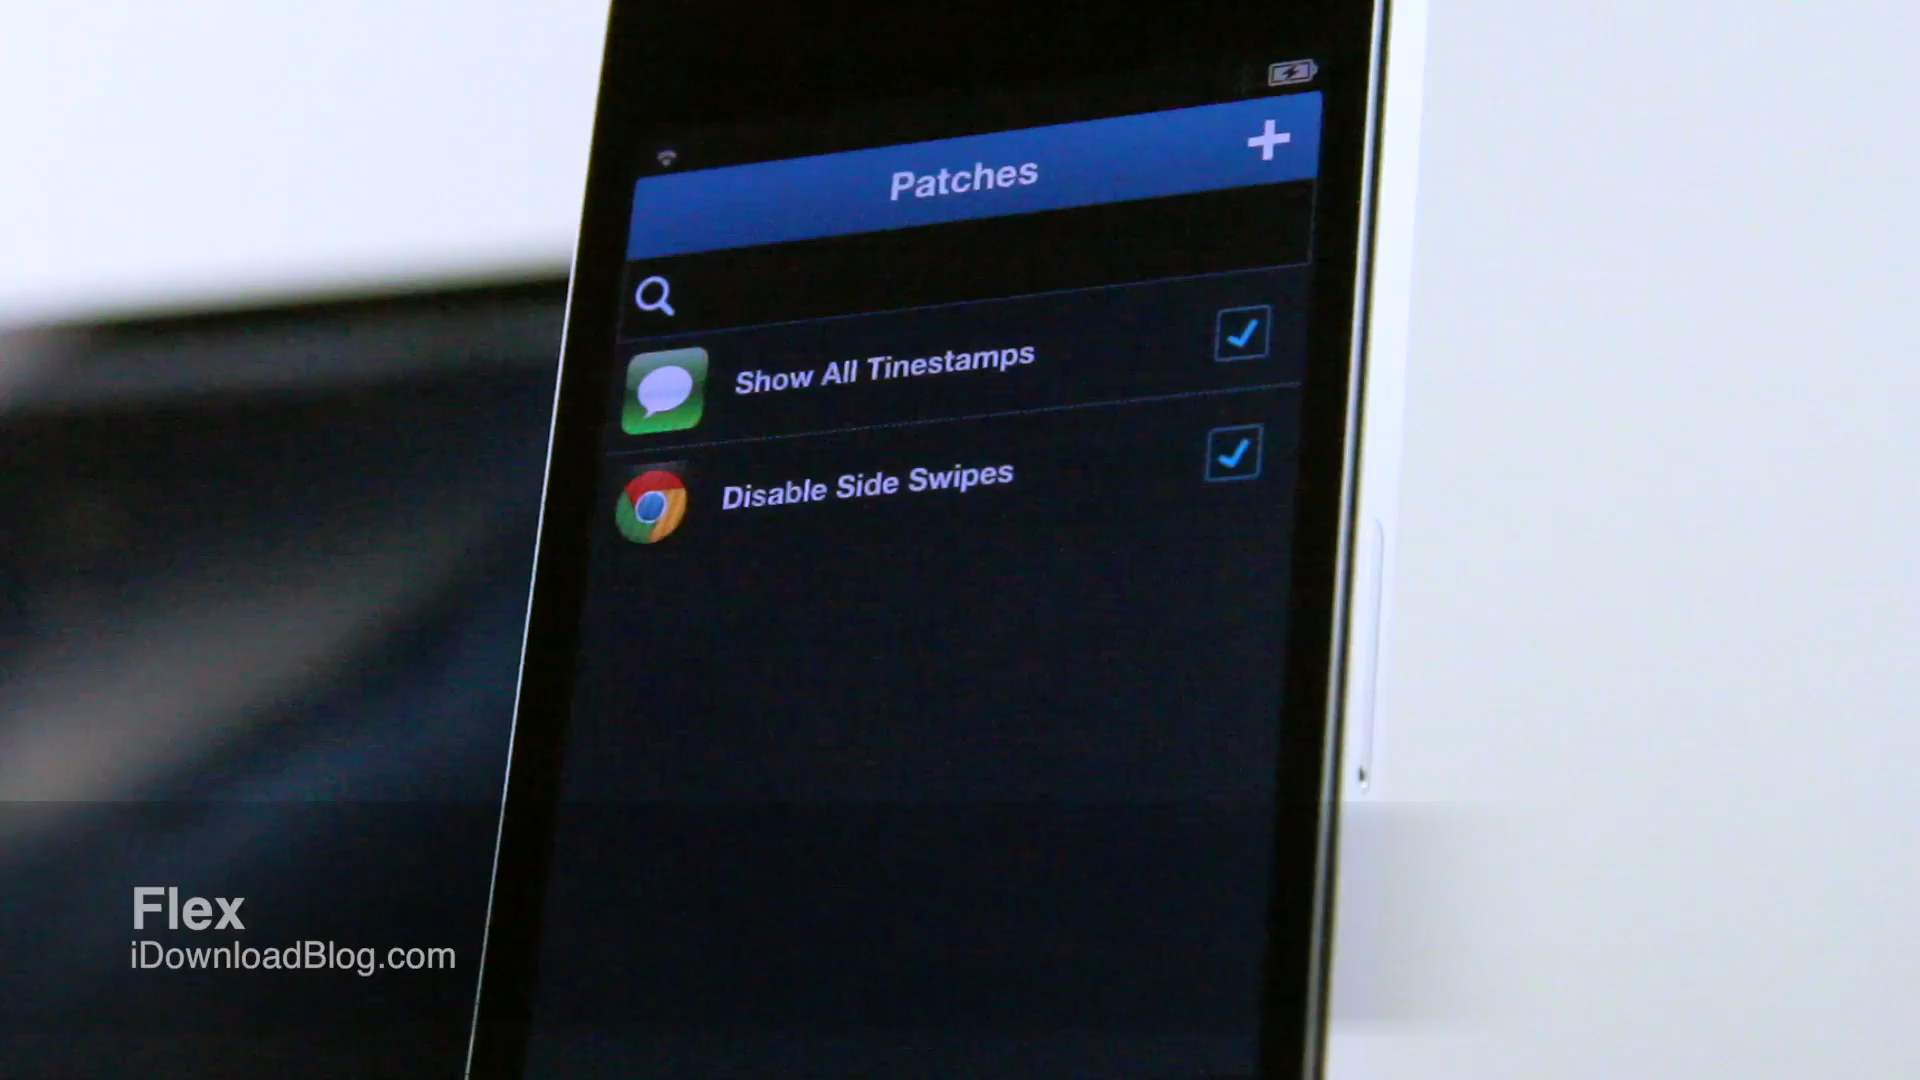 Patches
Show All Tinestamps
Disable Side Swipes
Flex
iDownloadBlog.com